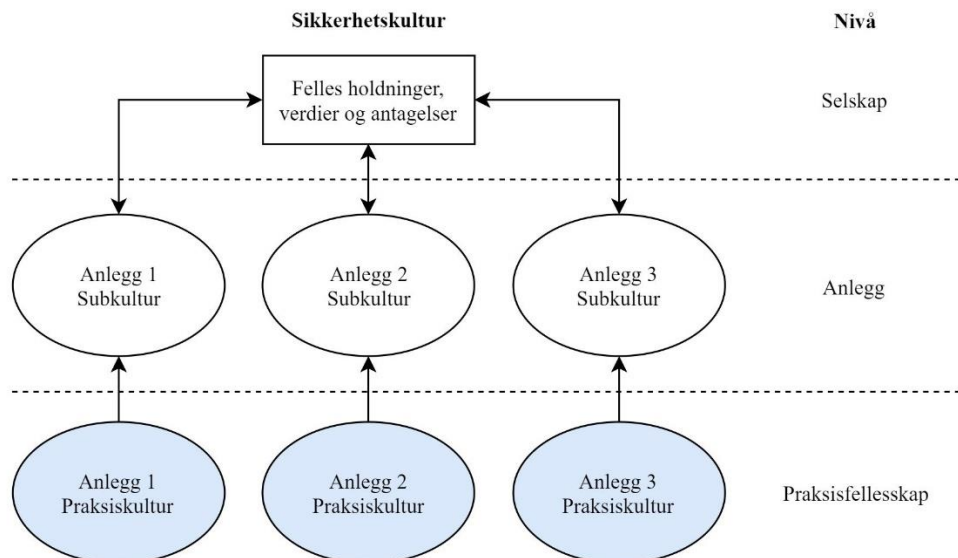 Sikkerhetskultur
Nivå
Felles holdninger,
verdier og antagelser
Selskap
Anlegg 1
Subkultur
Anlegg 2
Subkultur
Anlegg 3
Subkultur
Anlegg
Anlegg 1
Praksiskultur
Anlegg 2
Praksiskultur
Anlegg 3
Praksiskultur
Praksisfellesskap